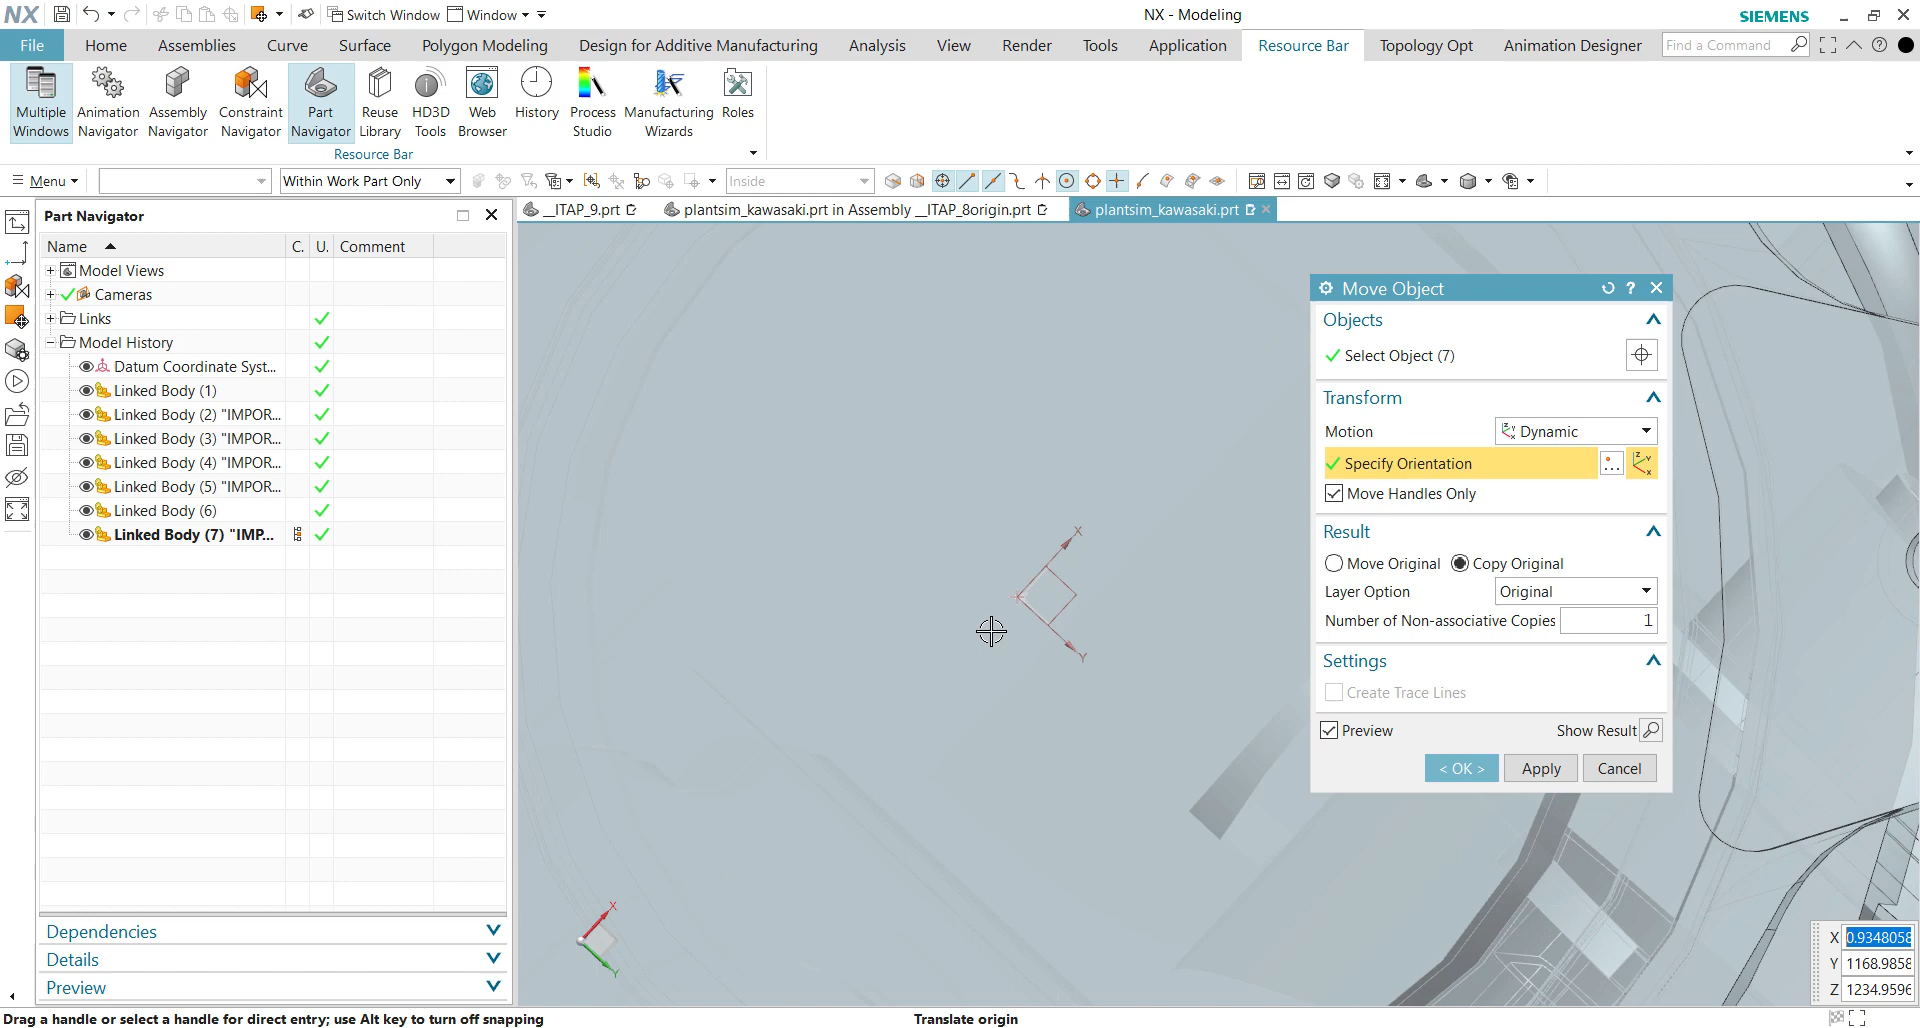 NX
Switch Window
Window
NX - Modeling
SIEMENS
File
Home
Assemblies
Curve
Surface
Polygon Modeling
Design for Additive Manufacturing
Analysis
View
Render
Tools
Application
Resource Bar
Topology Opt
Animation Designer
Find a Command
Multiple Windows
Animation Navigator
Assembly Navigator
Constraint Navigator
Part Navigator
Reuse Library
HD3D Tools
Web Browser
History
Process Studio
Manufacturing Wizards
Roles
Resource Bar
Menu
Within Work Part Only
Inside
Part Navigator
__ITAP_9.prt
plantsim_kawasaki.prt in Assembly __ITAP_8origin.prt
plantsim_kawasaki.prt
Name
C.
U.
Comment
Model Views
Cameras
Links
Model History
Datum Coordinate Syst...
Linked Body (1)
Linked Body (2) "IMPOR...
Linked Body (3) "IMPOR...
Linked Body (4) "IMPOR...
Linked Body (5) "IMPOR...
Linked Body (6)
Linked Body (7) "IMP...
Dependencies
Details
Preview
X
Y
X
Y
Move Object
Objects
Select Object (7)
Transform
Motion
Dynamic
Specify Orientation
Move Handles Only
Result
Move Original
Copy Original
Layer Option
Original
Number of Non-associative Copies
1
Settings
Create Trace Lines
Preview
Show Result
< OK >
Apply
Cancel
X 0.9348058
Y 1168.9858
Z 1234.9596
Drag a handle or select a handle for direct entry; use Alt key to turn off snapping
Translate origin